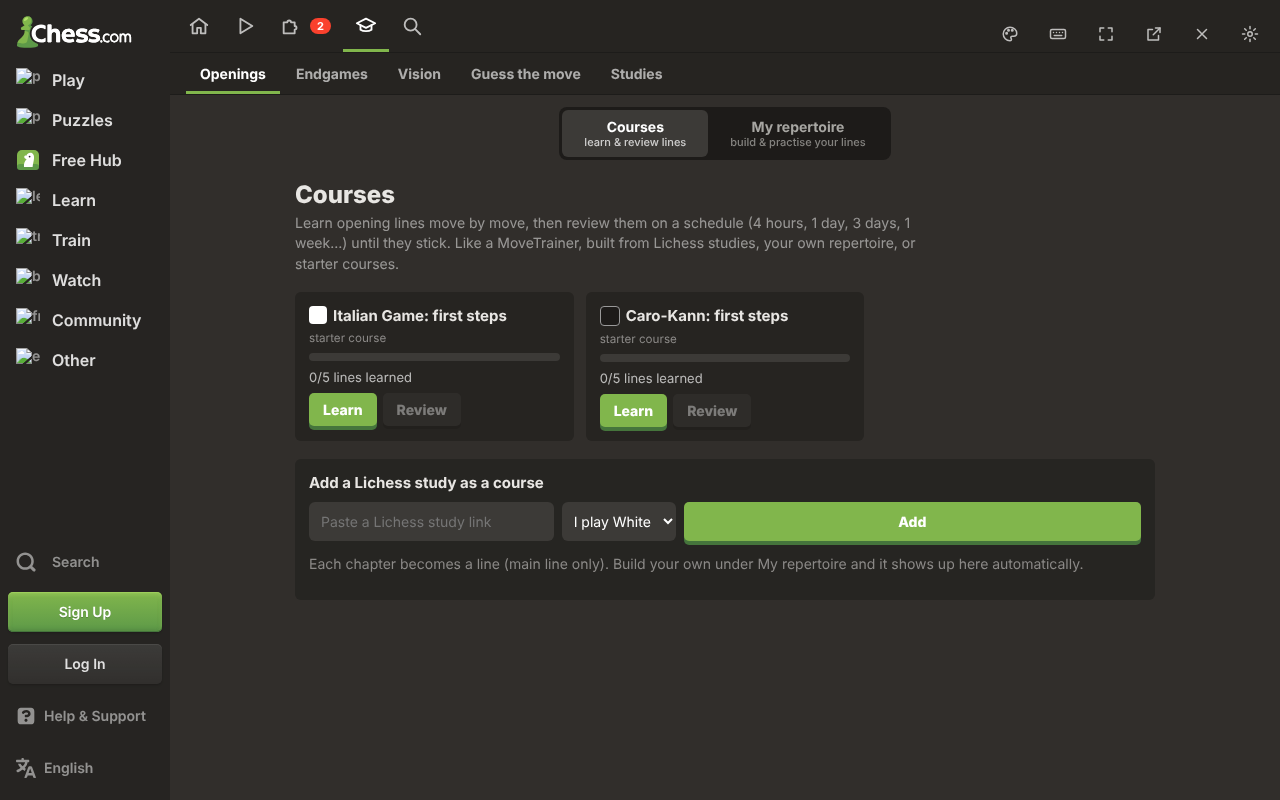 Chess.com
Play
Puzzles
Free Hub
Learn
Train
Watch
Community
Other
Search
Sign Up
Log In
Help & Support
English
2
Openings
Endgames
Vision
Guess the move
Studies
Courses
learn & review lines
My repertoire
build & practise your lines
Courses
Learn opening lines move by move, then review them on a schedule (4 hours, 1 day, 3 days, 1
week...) until they stick. Like a MoveTrainer, built from Lichess studies, your own repertoire, or
starter courses.
Italian Game: first steps
starter course
0/5 lines learned
Learn
Review
Caro-Kann: first steps
starter course
0/5 lines learned
Learn
Review
Add a Lichess study as a course
Paste a Lichess study link
I play White
Add
Each chapter becomes a line (main line only). Build your own under My repertoire and it shows up here automatically.